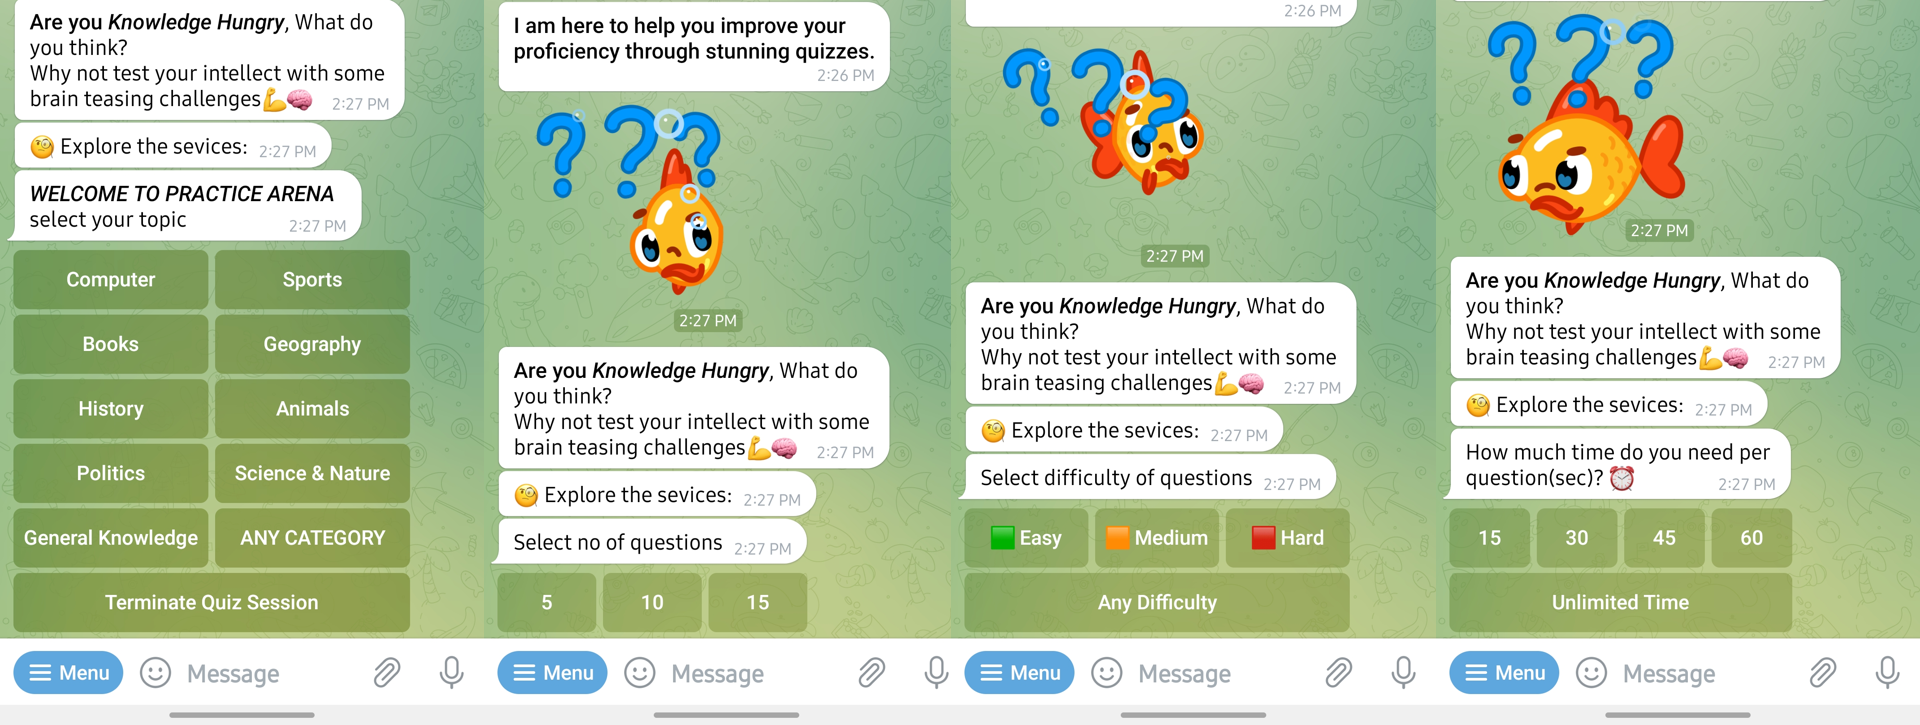 Are you Knowledge Hungry, What do
you think?
Why not test your intellect with some
brain teasing challenges💪🧠 2:27 PM
🧐 Explore the sevices: 2:27 PM
WELCOME TO PRACTICE ARENA
select your topic 2:27 PM
Computer Sports
Books Geography
History Animals
Politics Science & Nature
General Knowledge ANY CATEGORY
Terminate Quiz Session
Menu Message
I am here to help you improve your
proficiency through stunning quizzes.
2:26 PM
? ? ?
2:27 PM
Are you Knowledge Hungry, What do
you think?
Why not test your intellect with some
brain teasing challenges💪🧠 2:27 PM
🧐 Explore the sevices: 2:27 PM
Select no of questions 2:27 PM
5 10 15
Menu Message
2:26 PM
? ? ?
2:27 PM
Are you Knowledge Hungry, What do
you think?
Why not test your intellect with some
brain teasing challenges💪🧠 2:27 PM
🧐 Explore the sevices: 2:27 PM
Select difficulty of questions 2:27 PM
🟩 Easy 🟧 Medium 🟥 Hard
Any Difficulty
Menu Message
? ? ?
2:27 PM
Are you Knowledge Hungry, What do
you think?
Why not test your intellect with some
brain teasing challenges💪🧠 2:27 PM
🧐 Explore the sevices: 2:27 PM
How much time do you need per
question(sec)? ⏰ 2:27 PM
15 30 45 60
Unlimited Time
Menu Message